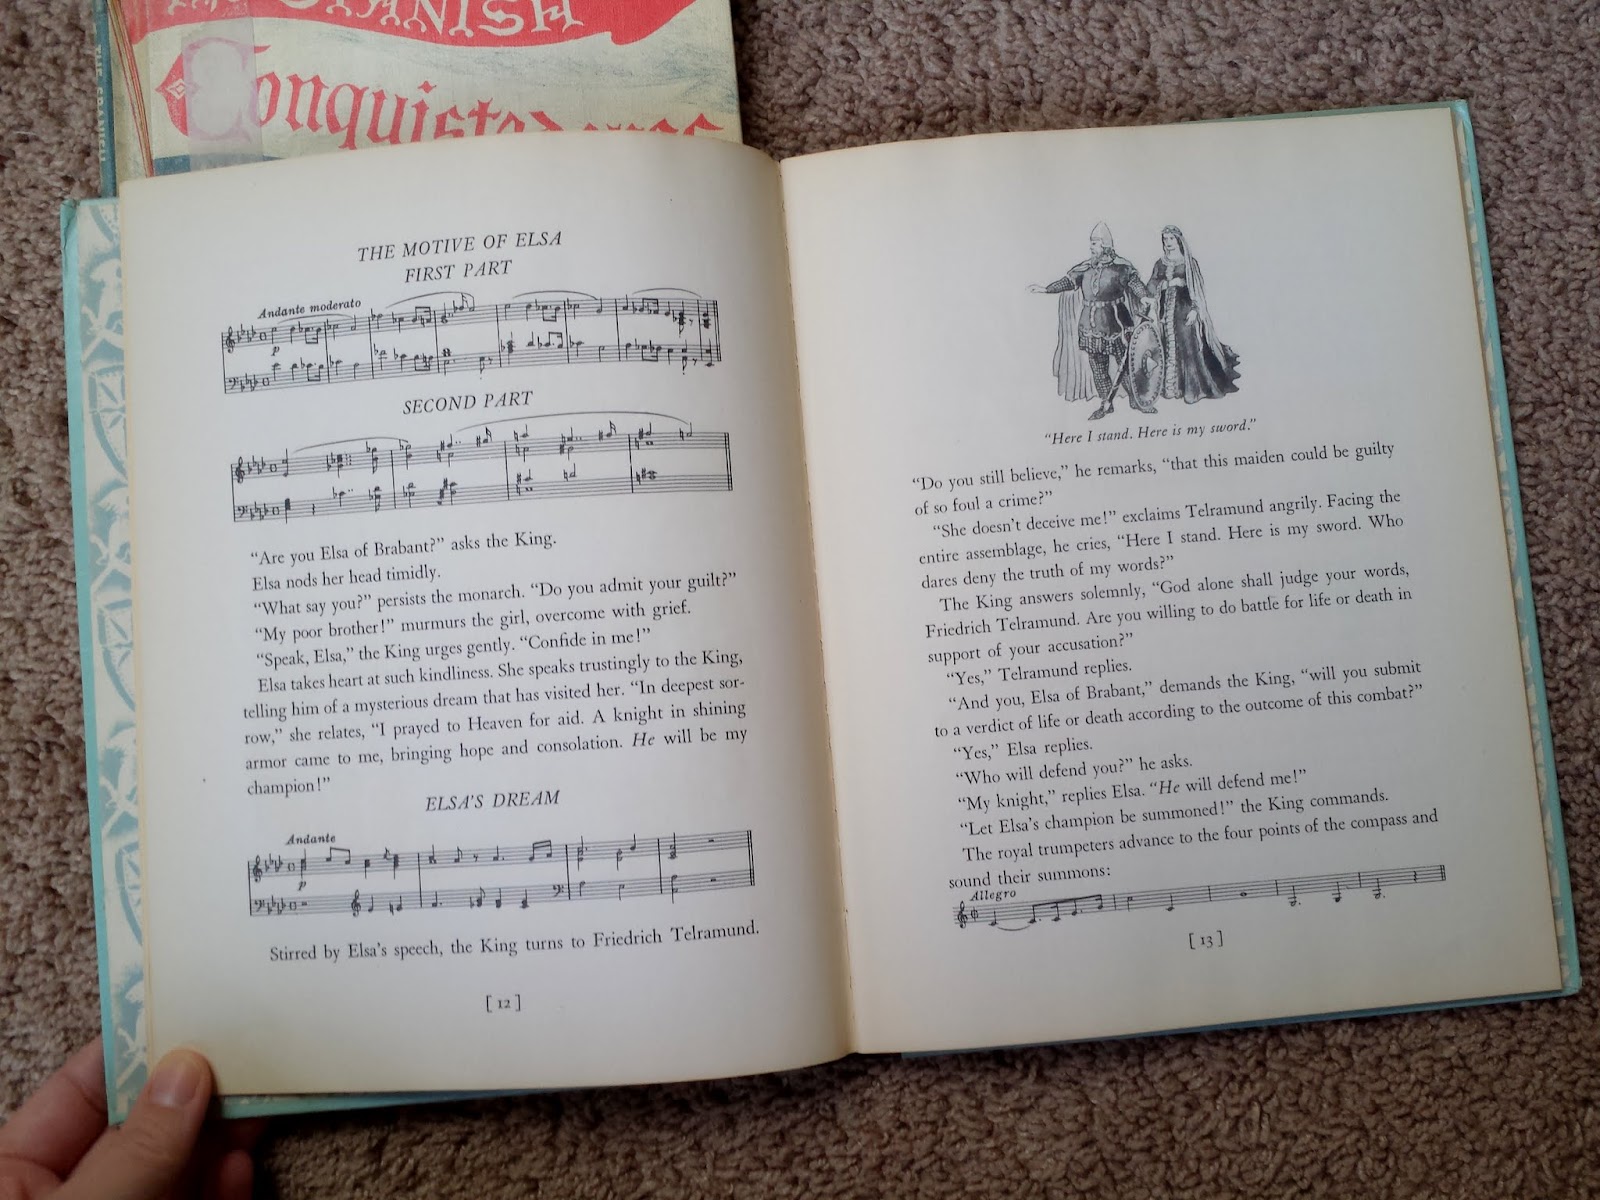 THE SPANISH
SPANISH
Conquistadores
THE MOTIVE OF ELSA
FIRST PART
Andante moderato
p
SECOND PART
“Are you Elsa of Brabant?” asks the King.
Elsa nods her head timidly.
“What say you?” persists the monarch. “Do you admit your guilt?”
“My poor brother!” murmurs the girl, overcome with grief.
“Speak, Elsa,” the King urges gently. “Confide in me!”
Elsa takes heart at such kindliness. She speaks trustingly to the King,
telling him of a mysterious dream that has visited her. “In deepest sor-
row,” she relates, “I prayed to Heaven for aid. A knight in shining
armor came to me, bringing hope and consolation. He will be my
champion!”
ELSA’S DREAM
Andante
p
Stirred by Elsa’s speech, the King turns to Friedrich Telramund.
[ 12 ]
“Here I stand. Here is my sword.”
“Do you still believe,” he remarks, “that this maiden could be guilty
of so foul a crime?”
“She doesn’t deceive me!” exclaims Telramund angrily. Facing the
entire assemblage, he cries, “Here I stand. Here is my sword. Who
dares deny the truth of my words?”
The King answers solemnly, “God alone shall judge your words,
Friedrich Telramund. Are you willing to do battle for life or death in
support of your accusation?”
“Yes,” Telramund replies.
“And you, Elsa of Brabant,” demands the King, “will you submit
to a verdict of life or death according to the outcome of this combat?”
“Yes,” Elsa replies.
“Who will defend you?” he asks.
“My knight,” replies Elsa. “He will defend me!”
“Let Elsa’s champion be summoned!” the King commands.
The royal trumpeters advance to the four points of the compass and
sound their summons:
Allegro
[ 13 ]